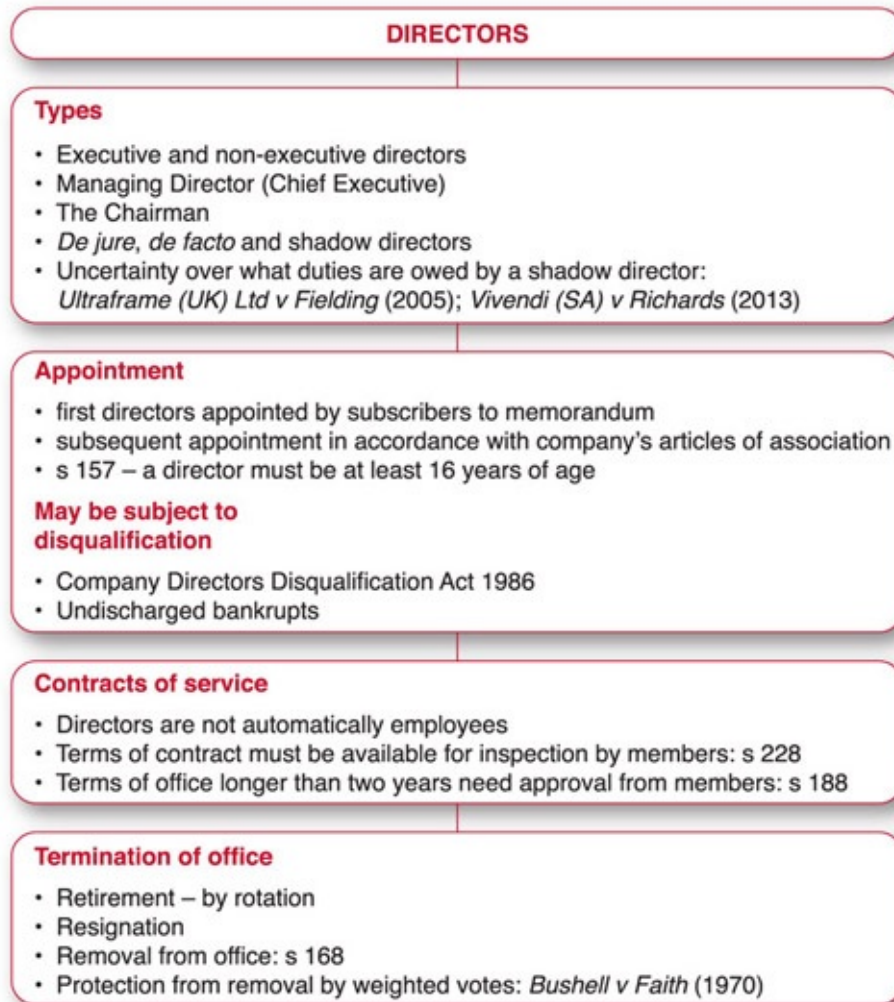 DIRECTORS
Types
• Executive and non-executive directors
• Managing Director (Chief Executive)
• The Chairman
• De jure, de facto and shadow directors
• Uncertainty over what duties are owed by a shadow director:
Ultraframe (UK) Ltd v Fielding (2005); Vivendi (SA) v Richards (2013)
Appointment
• first directors appointed by subscribers to memorandum
• subsequent appointment in accordance with company's articles of association
• s 157 – a director must be at least 16 years of age
May be subject to
disqualification
• Company Directors Disqualification Act 1986
• Undischarged bankrupts
Contracts of service
• Directors are not automatically employees
• Terms of contract must be available for inspection by members: s 228
• Terms of office longer than two years need approval from members: s 188
Termination of office
• Retirement – by rotation
• Resignation
• Removal from office: s 168
• Protection from removal by weighted votes: Bushell v Faith (1970)